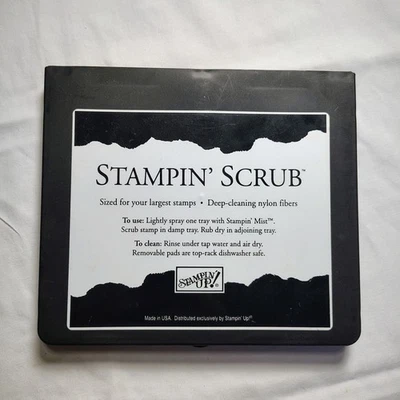 STAMPIN' SCRUB™
Sized for your largest stamps • Deep-cleaning nylon fibers
To use: Lightly spray one tray with Stampin' Mist™.
Scrub stamp in damp tray. Rub dry in adjoining tray.
To clean: Rinse under tap water and air dry.
Removable pads are top-rack dishwasher safe.
STAMPIN'
UP!®
Made in USA. Distributed exclusively by Stampin' Up!®